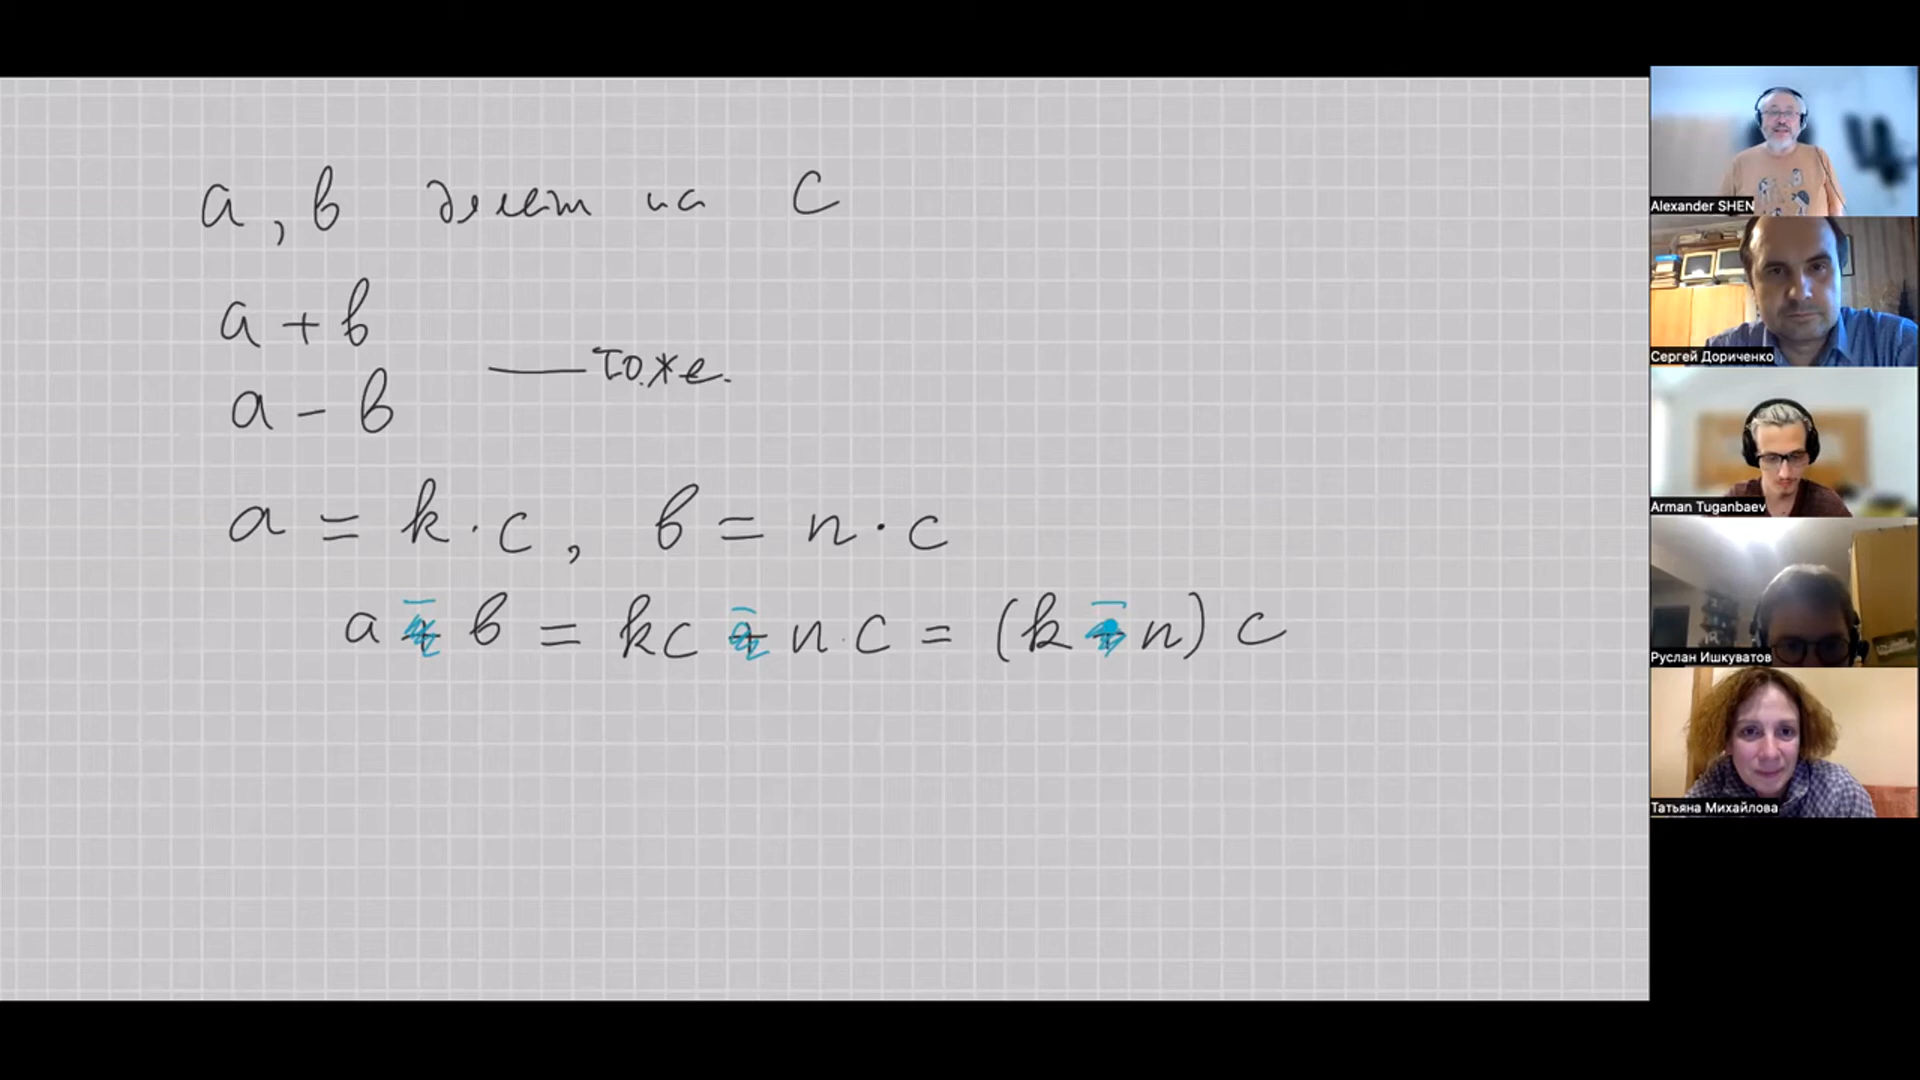 a, b делят на c
a + b
a - b
— тоже.
a = k · c, b = n · c
a - b = kc - n · c = (k - n) c
Alexander SHEN
Сергей Дориченко
Arman Tuganbaev
Руслан Ишкуватов
Татьяна Михайлова